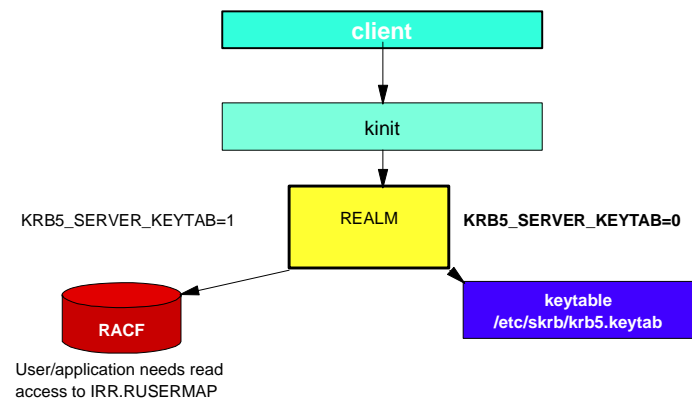 client
kinit
KRB5_SERVER_KEYTAB=1
REALM
KRB5_SERVER_KEYTAB=0
RACF
keytable
/etc/skrb/krb5.keytab
User/application needs read
access to IRR.RUSERMAP